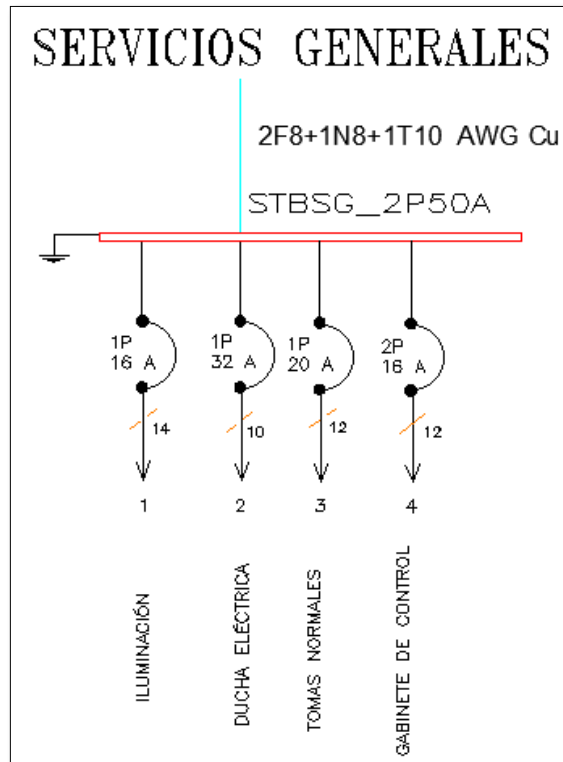 SERVICIOS GENERALES
2F8+1N8+1T10 AWG Cu
STBSG_2P50A
1P
16 A
1P
32 A
1P
20 A
2P
16 A
14
10
12
12
1
2
3
4
ILUMINACIÓN
DUCHA ELÉCTRICA
TOMAS NORMALES
GABINETE DE CONTROL